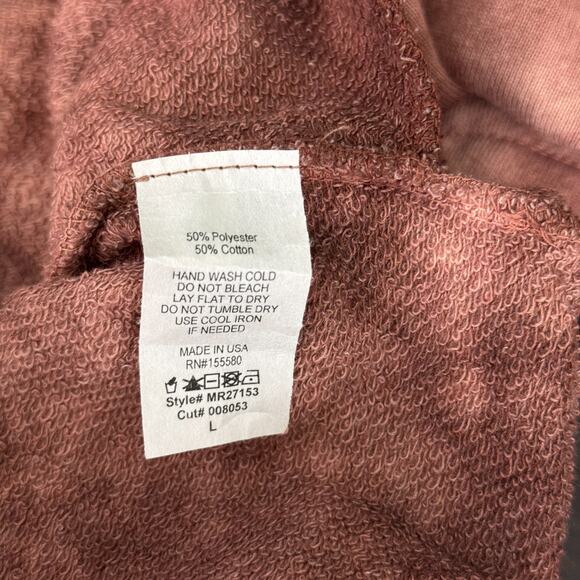 50% Polyester
50% Cotton
HAND WASH COLD
DO NOT BLEACH
LAY FLAT TO DRY
DO NOT TUMBLE DRY
USE COOL IRON
IF NEEDED
MADE IN USA
RN#155580
Style# MR27153
Cut# 008053
L